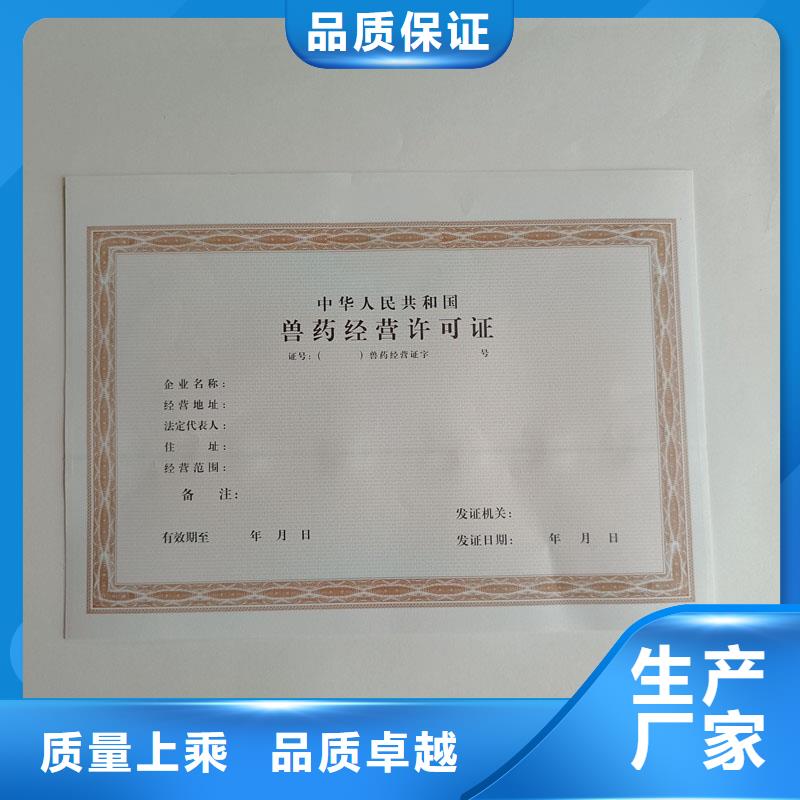 品质保证
中华人民共和国
兽药经营许可证
证号:( )兽药经营证字 号
企业名称:
经营地址:
法定代表人:
住 址:
经营范围:
备 注:
发证机关:
有效期至 年 月 日
发证日期: 年 月 日
生产
厂家
质量上乘 品质卓越